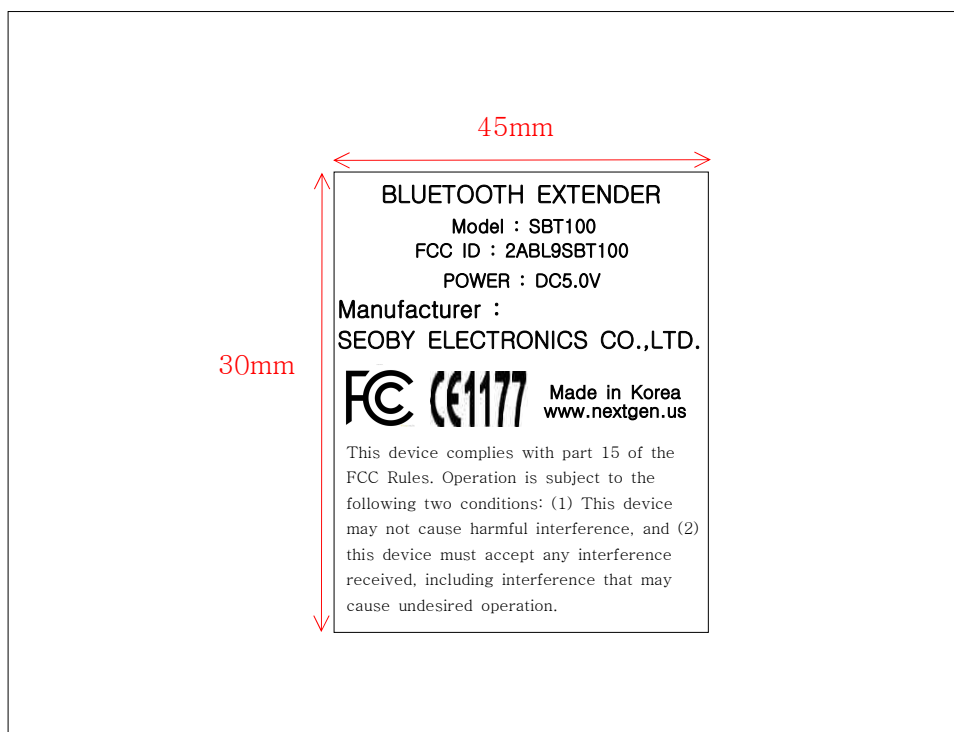 45mm
BLUETOOTH EXTENDER
Model : SBT100
FCC ID : 2ABL9SBT100
POWER : DC5.0V
Manufacturer :
SEOBY ELECTRONICS CO.,LTD.
30mm
FCC CE1177 Made in Korea
www.nextgen.us
This device complies with part 15 of the
FCC Rules. Operation is subject to the
following two conditions: (1) This device
may not cause harmful interference, and (2)
this device must accept any interference
received, including interference that may
cause undesired operation.